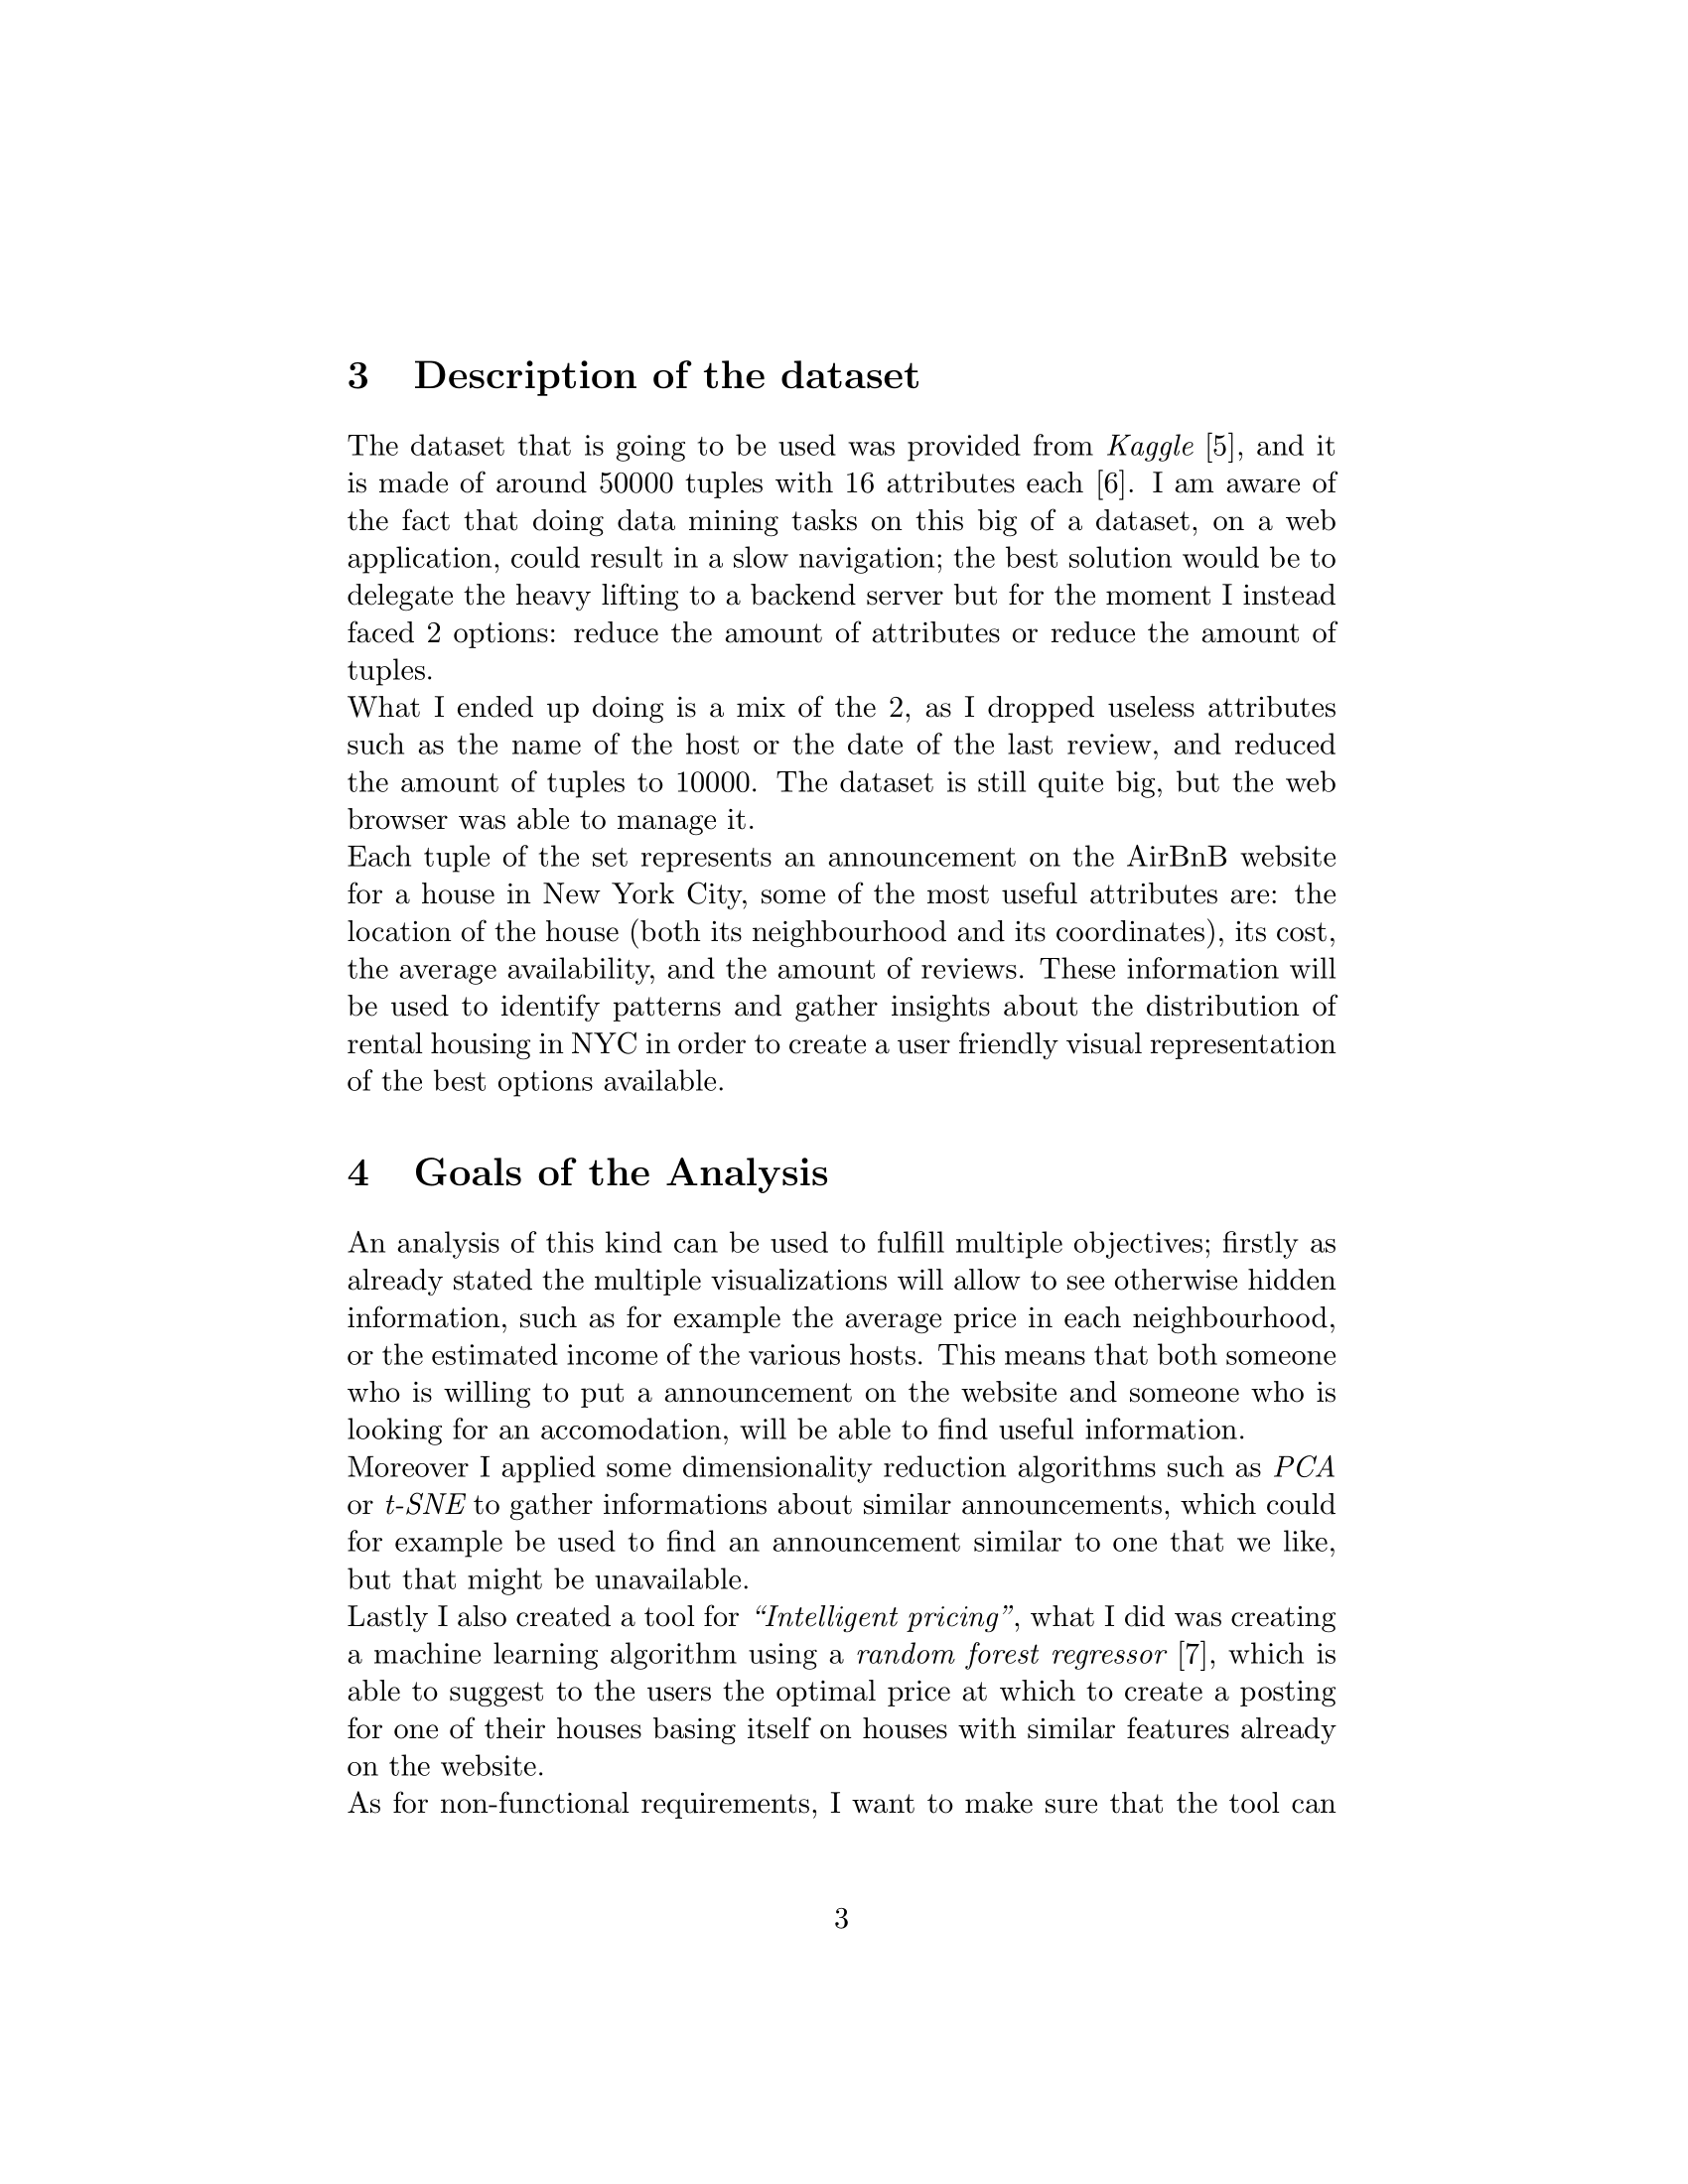 3 Description of the dataset
The dataset that is going to be used was provided from Kaggle [5], and it
is made of around 50000 tuples with 16 attributes each [6]. I am aware of
the fact that doing data mining tasks on this big of a dataset, on a web
application, could result in a slow navigation; the best solution would be to
delegate the heavy lifting to a backend server but for the moment I instead
faced 2 options: reduce the amount of attributes or reduce the amount of
tuples.
What I ended up doing is a mix of the 2, as I dropped useless attributes
such as the name of the host or the date of the last review, and reduced
the amount of tuples to 10000. The dataset is still quite big, but the web
browser was able to manage it.
Each tuple of the set represents an announcement on the AirBnB website
for a house in New York City, some of the most useful attributes are: the
location of the house (both its neighbourhood and its coordinates), its cost,
the average availability, and the amount of reviews. These information will
be used to identify patterns and gather insights about the distribution of
rental housing in NYC in order to create a user friendly visual representation
of the best options available.
4 Goals of the Analysis
An analysis of this kind can be used to fulfill multiple objectives; firstly as
already stated the multiple visualizations will allow to see otherwise hidden
information, such as for example the average price in each neighbourhood,
or the estimated income of the various hosts. This means that both someone
who is willing to put a announcement on the website and someone who is
looking for an accomodation, will be able to find useful information.
Moreover I applied some dimensionality reduction algorithms such as PCA
or t-SNE to gather informations about similar announcements, which could
for example be used to find an announcement similar to one that we like,
but that might be unavailable.
Lastly I also created a tool for “Intelligent pricing”, what I did was creating
a machine learning algorithm using a random forest regressor [7], which is
able to suggest to the users the optimal price at which to create a posting
for one of their houses basing itself on houses with similar features already
on the website.
As for non-functional requirements, I want to make sure that the tool can
3